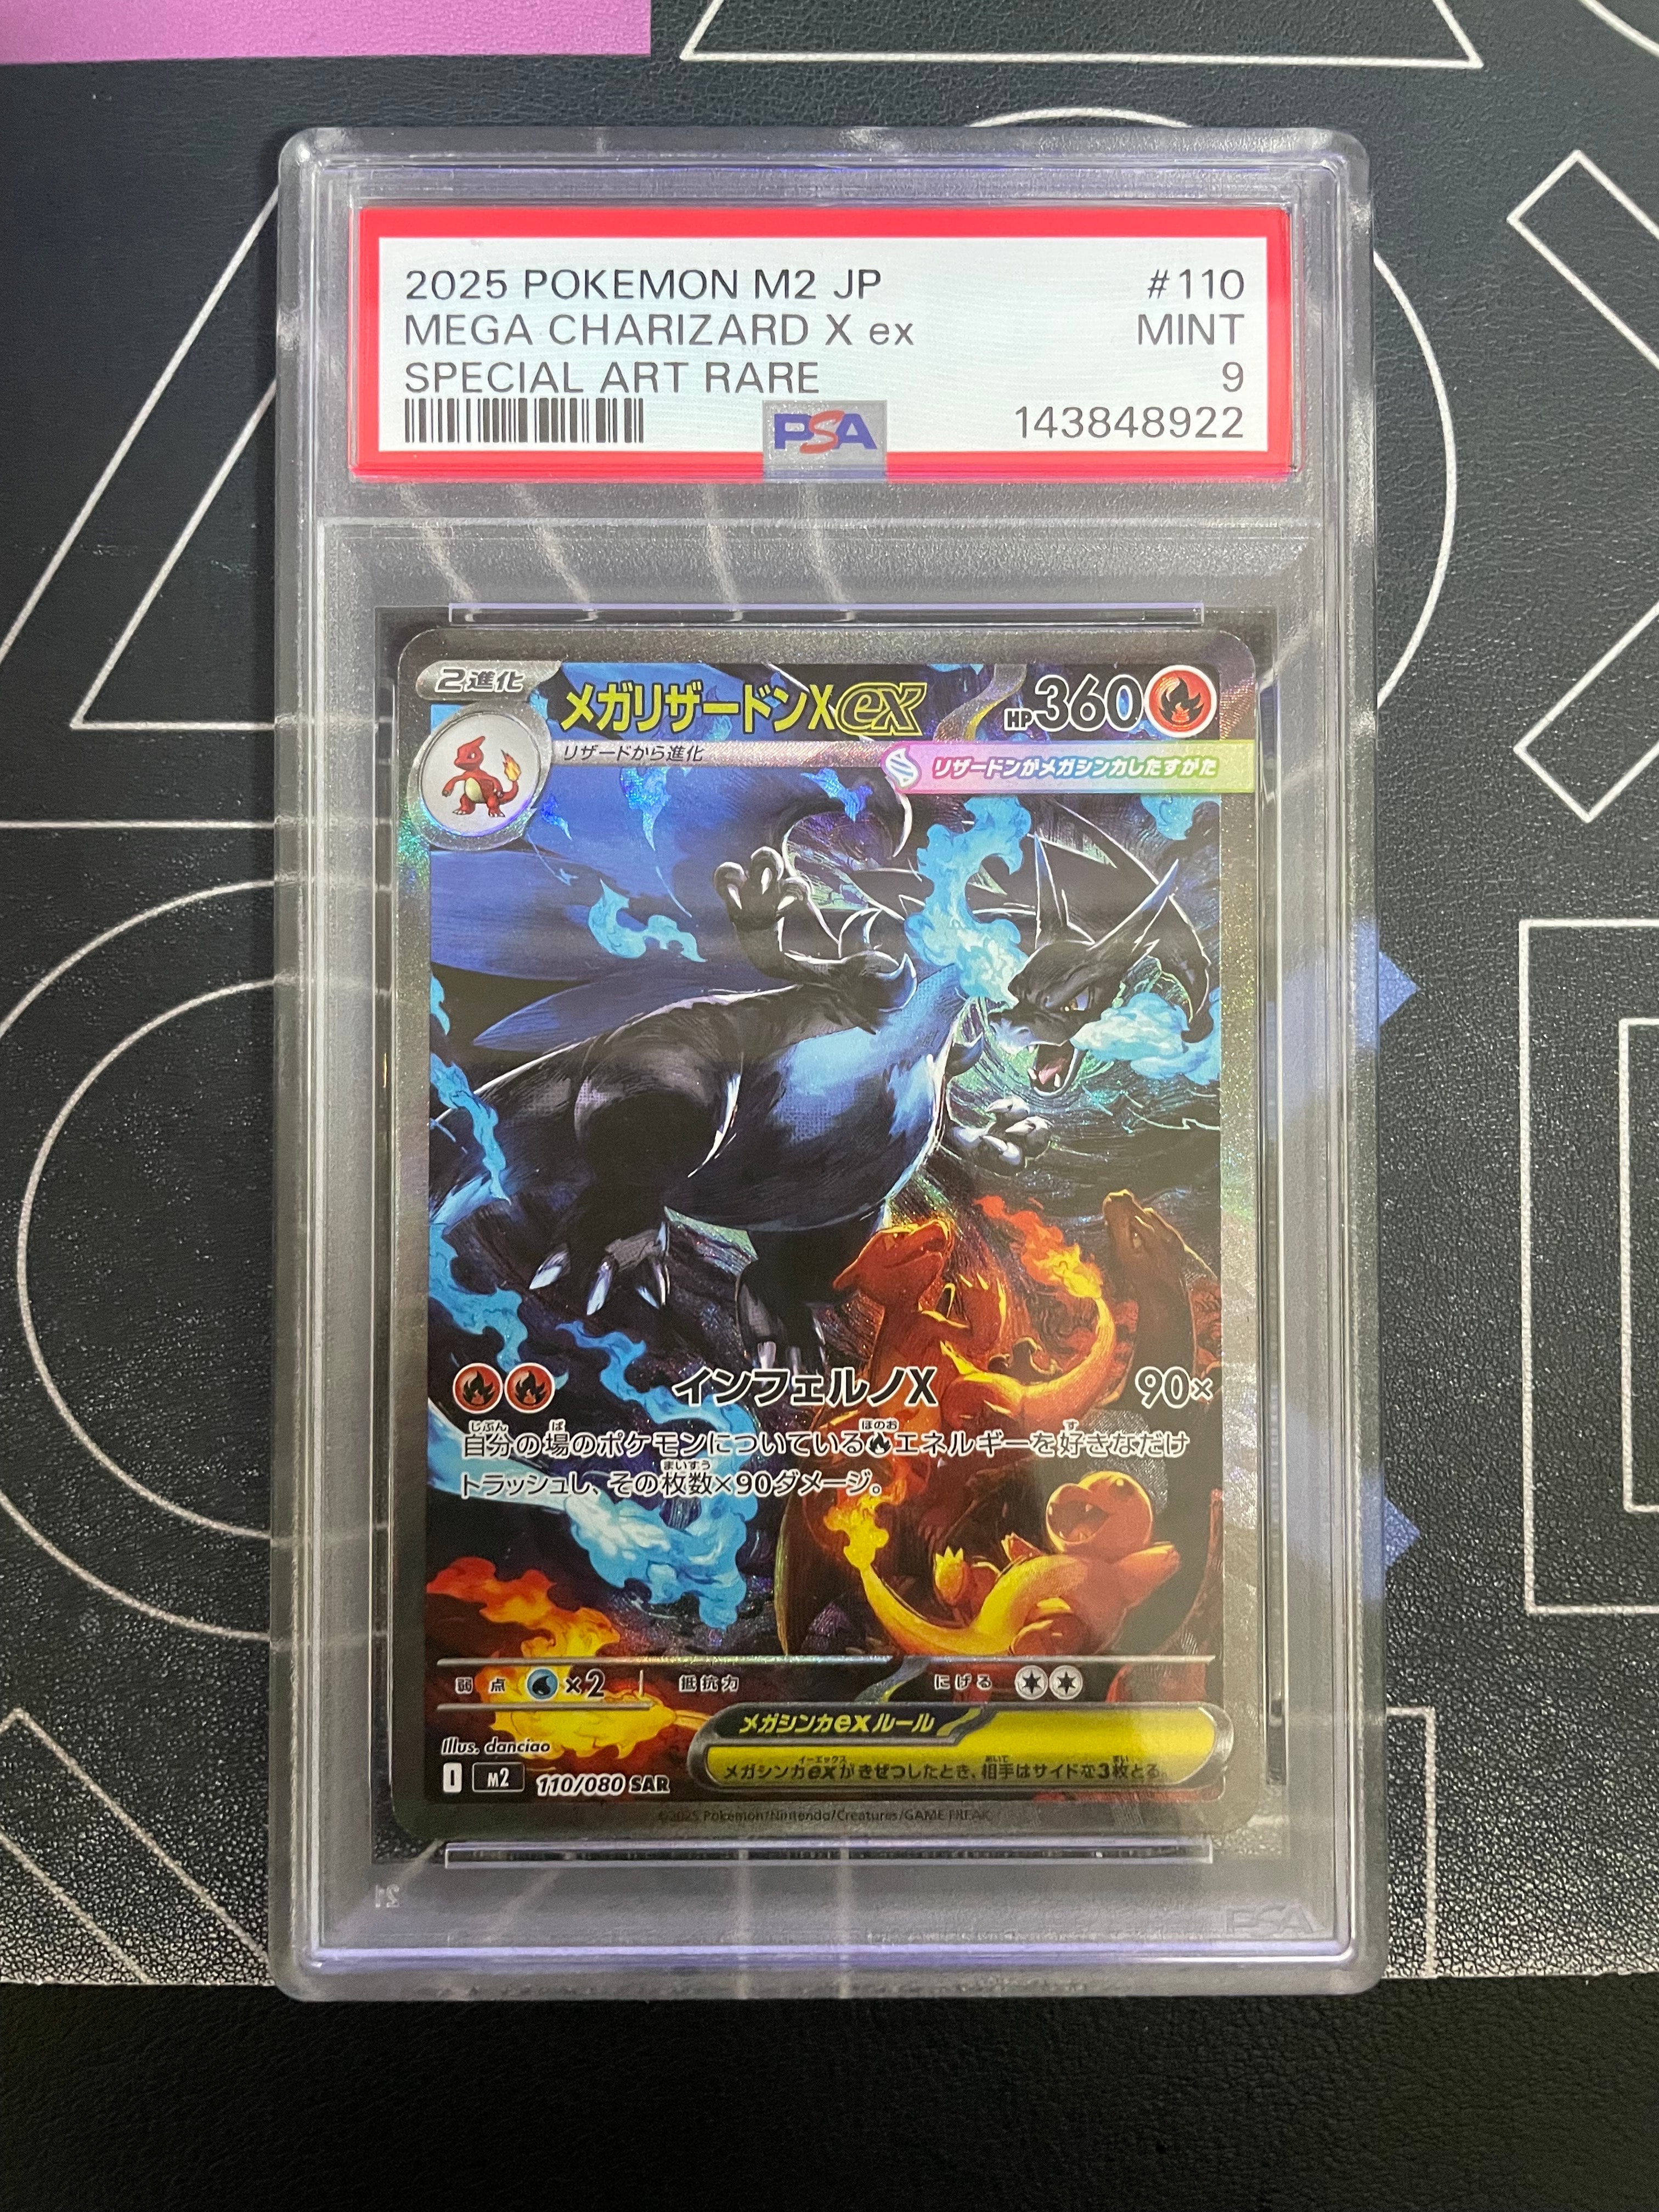 2025 POKEMON M2 JP #110
MEGA CHARIZARD X ex MINT
SPECIAL ART RARE 9
PSA 143848922
2進化 メガリザードンXex HP360
リザードから進化
リザードンがメガシンカしたすがた
インフェルノX 90×
自分の場のポケモンについているエネルギーを好きなだけ
トラッシュし、その枚数×90ダメージ。
弱点 ×2 抵抗力 にげる
メガシンカexルール
Illus. danciao
メガシンカexがきぜつしたとき、相手はサイドを3枚とる。
I M2 110/080 SAR
©2025 Pokémon/Nintendo/Creatures/GAME FREAK
PSA